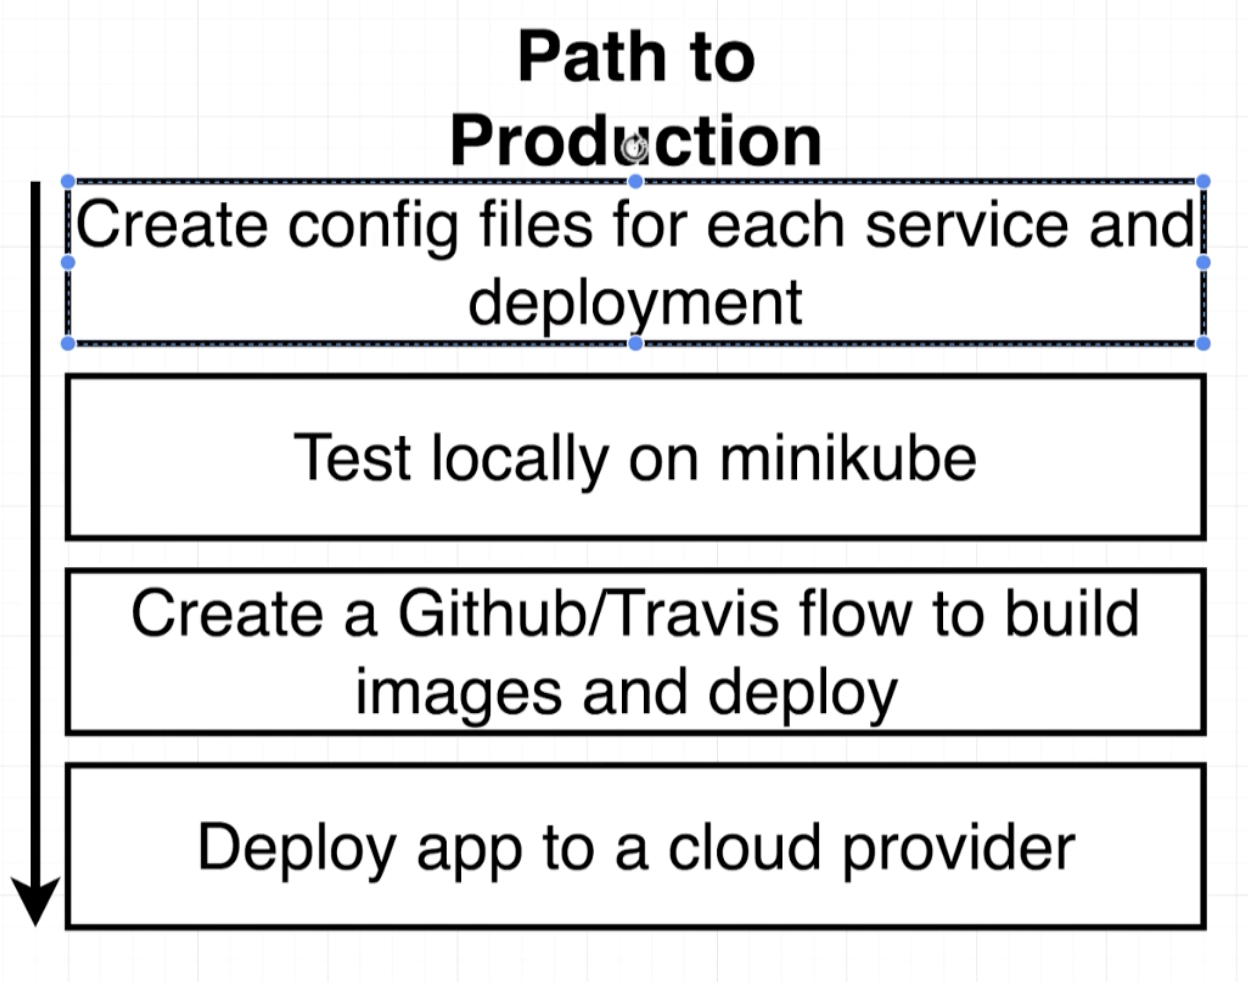 Path to
Production
Create config files for each service and
deployment
Test locally on minikube
Create a Github/Travis flow to build
images and deploy
Deploy app to a cloud provider